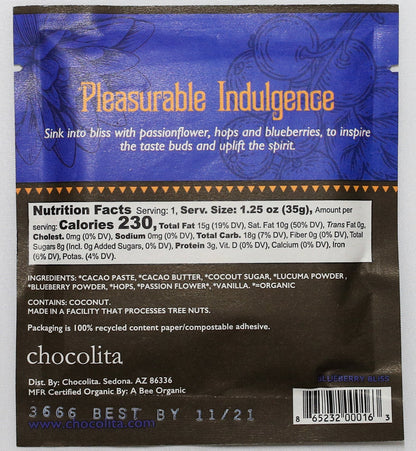 Pleasurable Indulgence
Sink into bliss with passionflower, hops and blueberries, to inspire
the taste buds and uplift the spirit.
Nutrition Facts Serving: 1, Serv. Size: 1.25 oz (35g), Amount per
serving: Calories 230, Total Fat 15g (19% DV), Sat. Fat 10g (50% DV), Trans Fat 0g,
Cholest. 0mg (0% DV), Sodium 0mg (0% DV), Total Carb. 18g (7% DV), Fiber 0g (0% DV), Total
Sugars 8g (Incl. 0g Added Sugars, 0% DV), Protein 3g, Vit. D (0% DV), Calcium (0% DV), Iron
(6% DV), Potas. (4% DV).
INGREDIENTS: *CACAO PASTE, *CACAO BUTTER, *COCOUT SUGAR, *LUCUMA POWDER ,
*BLUEBERRY POWDER, *HOPS, *PASSION FLOWER*, *VANILLA. *=ORGANIC
CONTAINS: COCONUT.
MADE IN A FACILITY THAT PROCESSES TREE NUTS.
Packaging is 100% recycled content paper/compostable adhesive.
chocolita
Dist. By: Chocolita. Sedona, AZ 86336
MFR Certified Organic By: A Bee Organic
BLUEBERRY BLISS
3666 BEST BY 11/21
www.chocolita.com
8 65232 00016 3